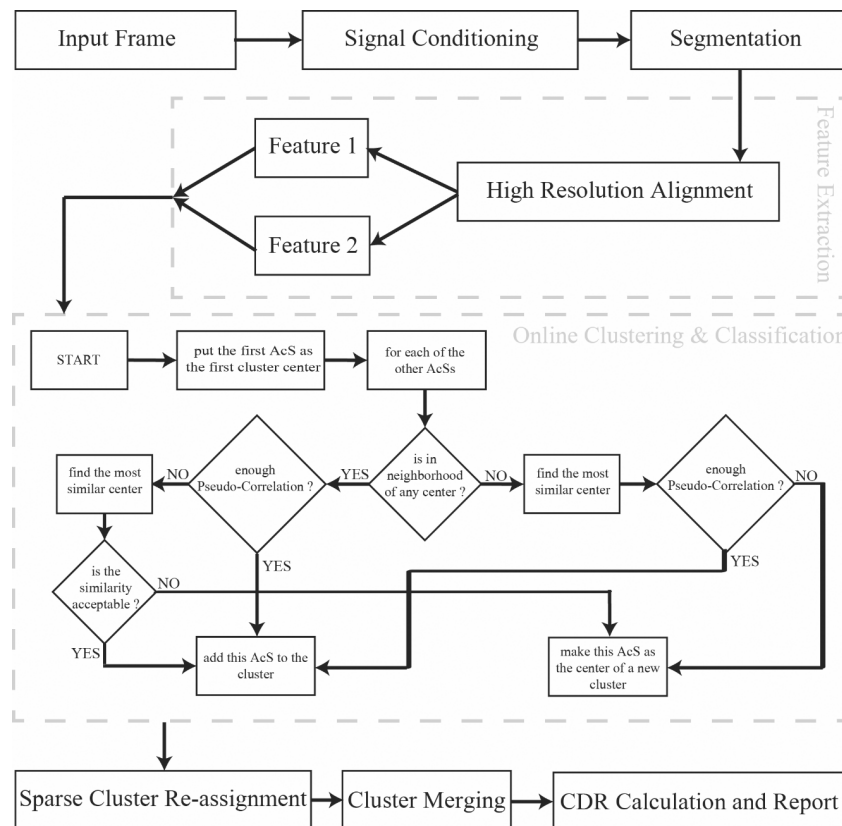 Input Frame
Signal Conditioning
Segmentation
Feature Extraction
Feature 1
High Resolution Alignment
Feature 2
Online Clustering & Classification
START
put the first AcS as
the first cluster center
for each of the
other AcSs
find the most
similar center
NO
enough
Pseudo-Correlation ?
YES
is in
neighborhood
of any center ?
NO
find the most
similar center
enough
Pseudo-Correlation ?
NO
YES
YES
is the
similarity
acceptable ?
NO
YES
add this AcS to the
cluster
make this AcS as
the center of a new
cluster
Sparse Cluster Re-assignment
Cluster Merging
CDR Calculation and Report